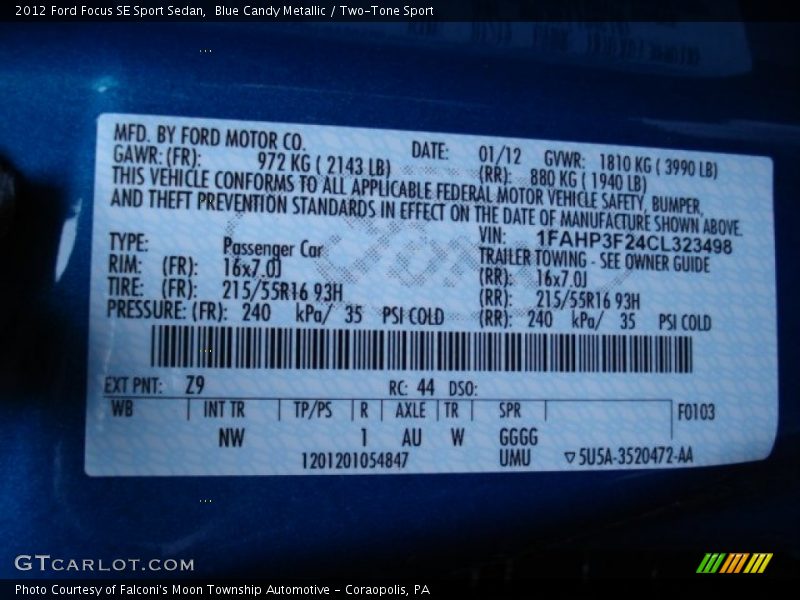 2012 Ford Focus SE Sport Sedan, Blue Candy Metallic / Two-Tone Sport
MFD. BY FORD MOTOR CO. DATE: 01/12 GVWR: 1810 KG ( 3990 LB)
GAWR: (FR): 972 KG ( 2143 LB) (RR): 880 KG ( 1940 LB)
THIS VEHICLE CONFORMS TO ALL APPLICABLE FEDERAL MOTOR VEHICLE SAFETY, BUMPER,
AND THEFT PREVENTION STANDARDS IN EFFECT ON THE DATE OF MANUFACTURE SHOWN ABOVE.
VIN: 1FAHP3F24CL323498
TYPE: Passenger Car TRAILER TOWING - SEE OWNER GUIDE
RIM: (FR): 16x7.0J (RR): 16x7.0J
TIRE: (FR): 215/55R16 93H (RR): 215/55R16 93H
PRESSURE: (FR): 240 kPa/ 35 PSI COLD (RR): 240 kPa/ 35 PSI COLD
EXT PNT: Z9 RC: 44 DSO:
WB INT TR TP/PS R AXLE TR SPR F0103
NW 1 AU W GGGG
1201201054847 UMU ▽5U5A-3520472-AA
GTCARLOT.COM
Photo Courtesy of Falconi's Moon Township Automotive - Coraopolis, PA